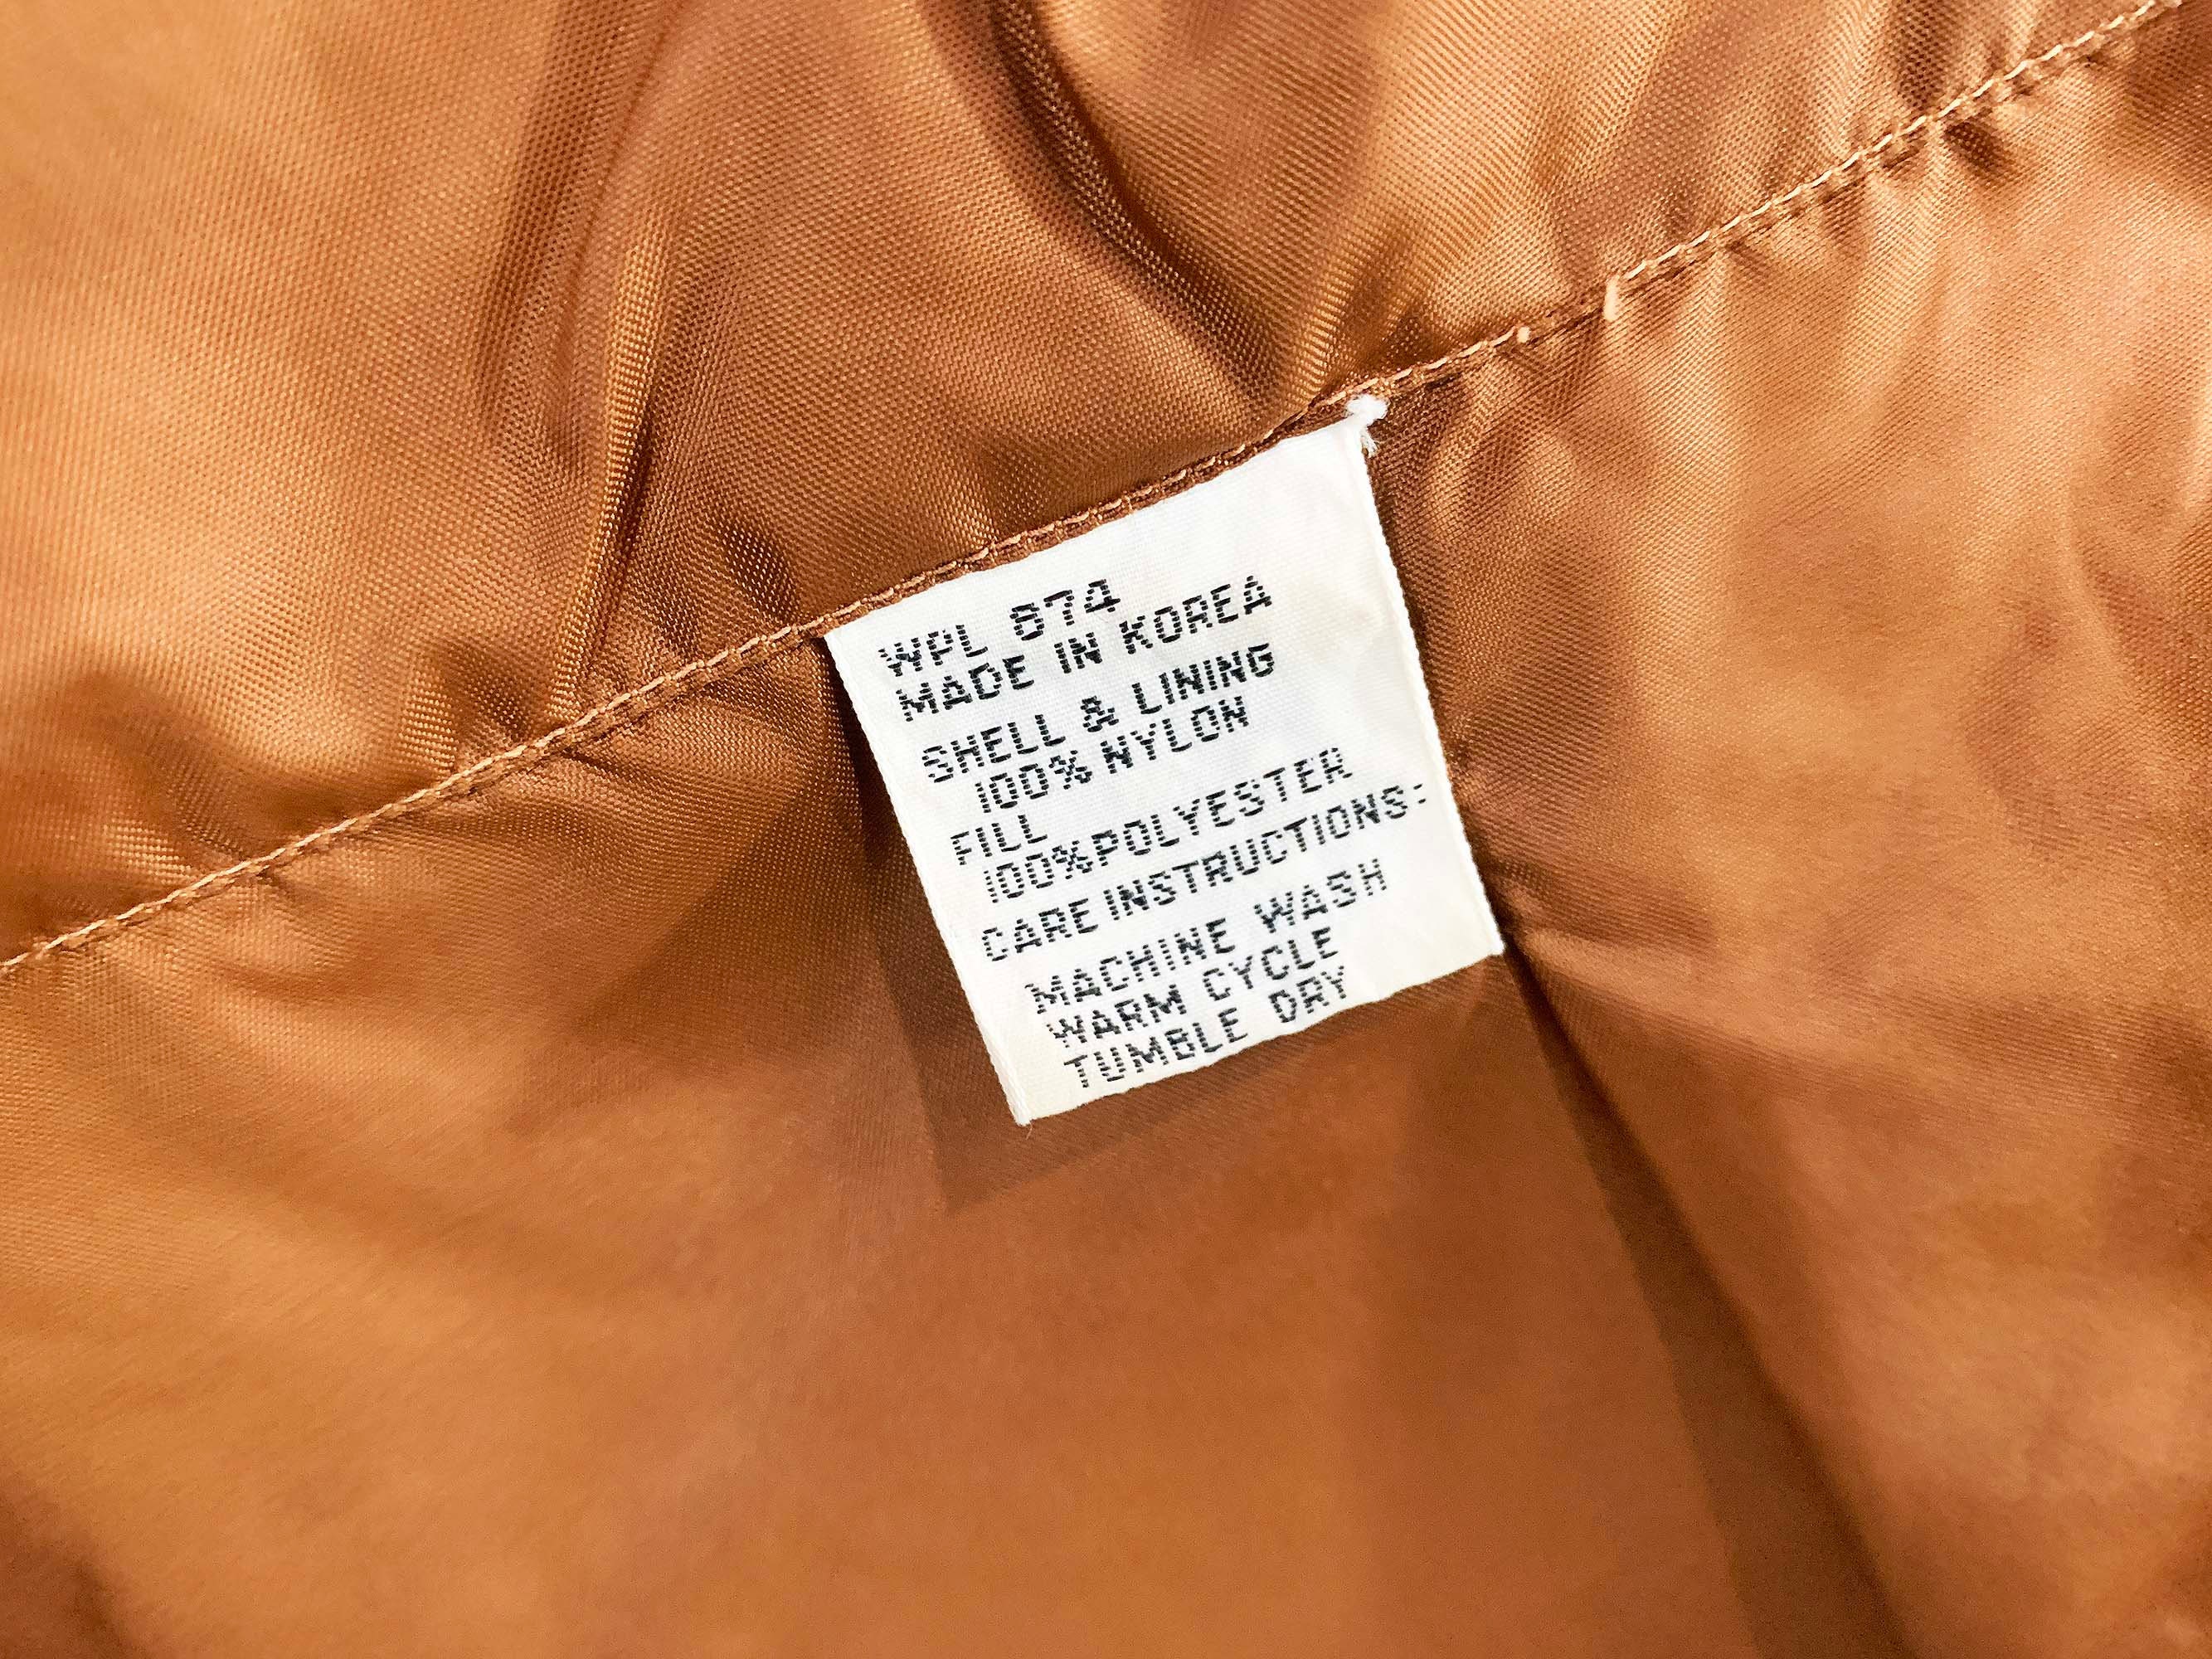 WPL 674
MADE IN KOREA
SHELL & LINING
100% NYLON
FILL
100%POLYESTER
CARE INSTRUCTIONS:
MACHINE WASH
WARM CYCLE
TUMBLE DRY